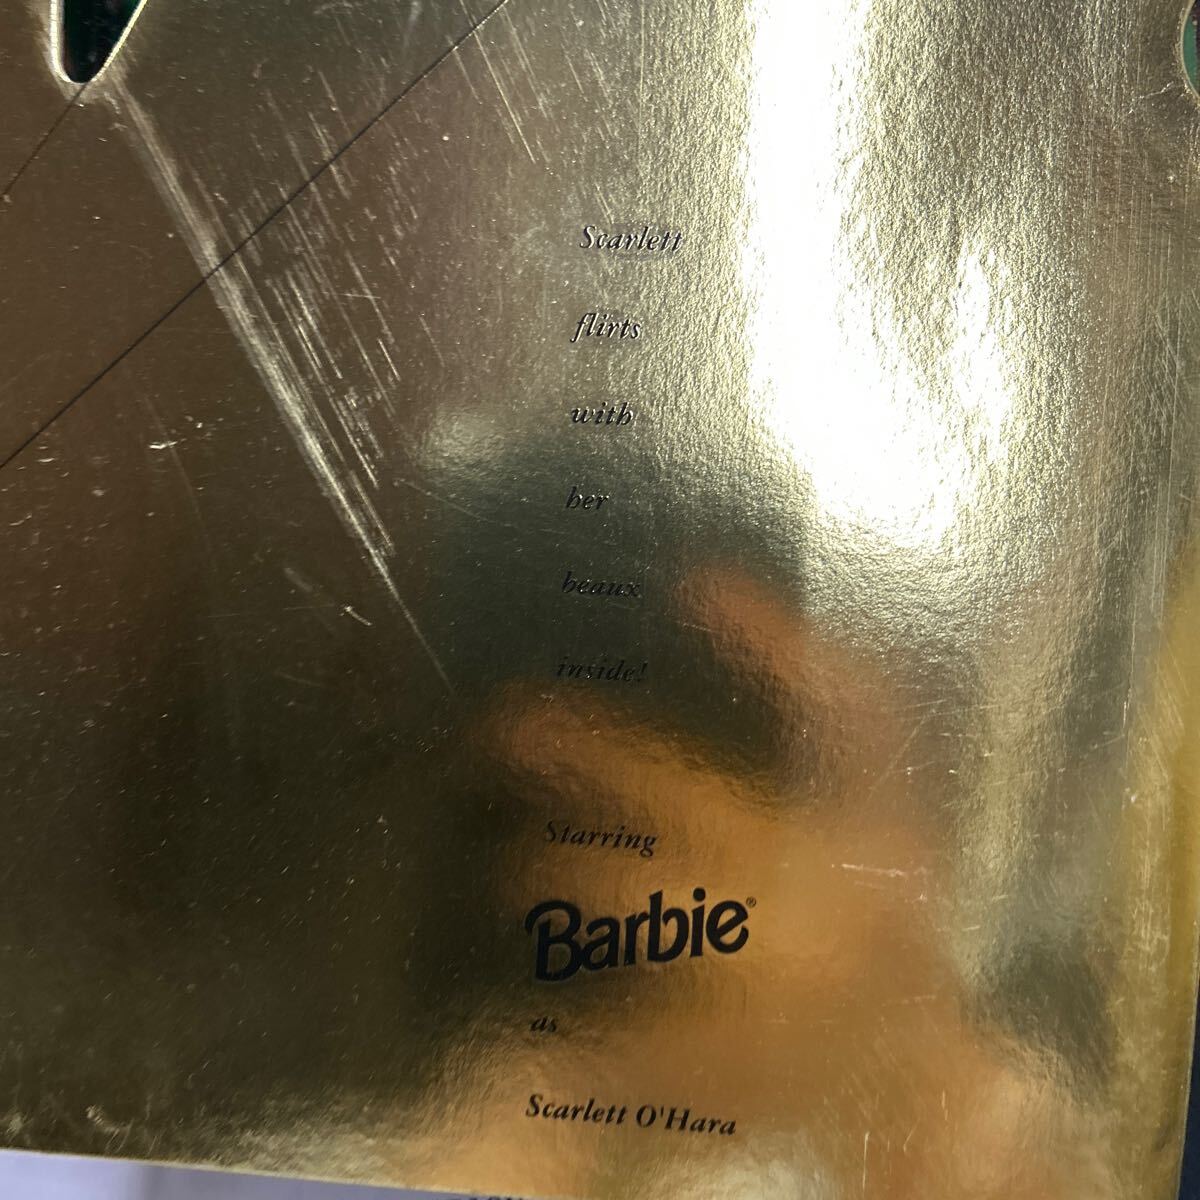 Scarlett
flirts
with
her
beaux
inside!
Starring
Barbie®
as
Scarlett O'Hara